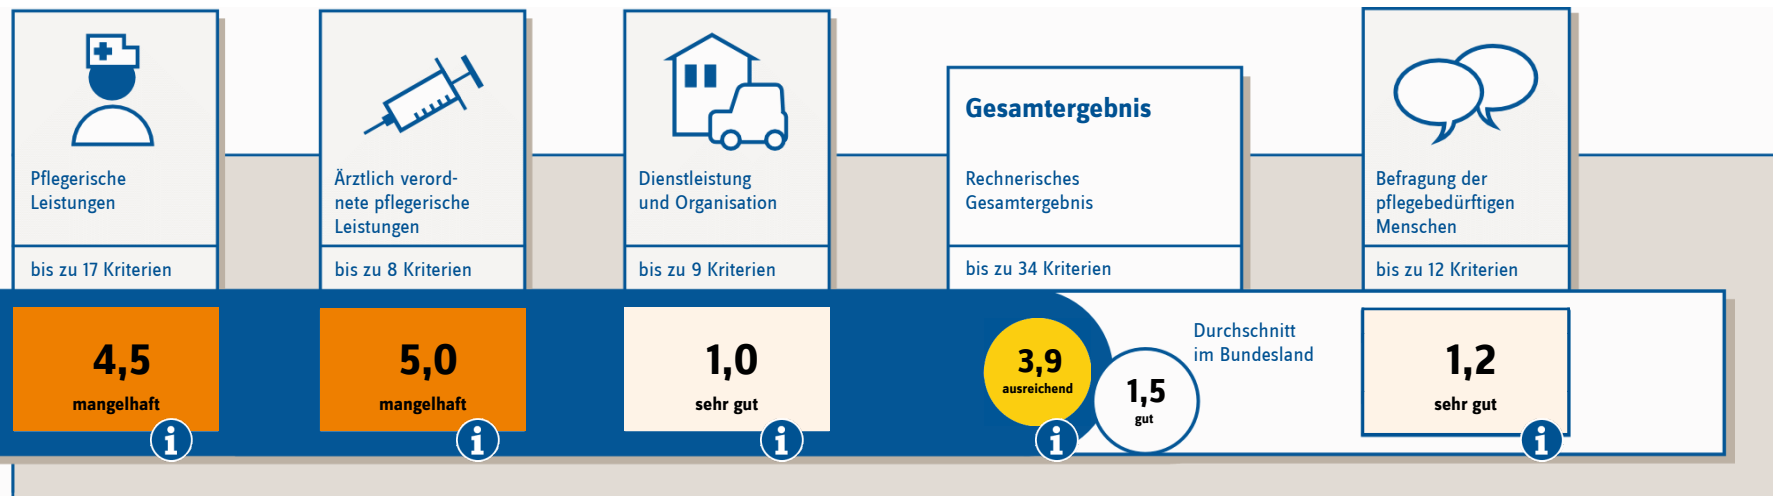 Pflegerische
Leistungen
bis zu 17 Kriterien
4,5
mangelhaft
i
Ärztlich verord-
nete pflegerische
Leistungen
bis zu 8 Kriterien
5,0
mangelhaft
i
Dienstleistung
und Organisation
bis zu 9 Kriterien
1,0
sehr gut
i
Gesamtergebnis
Rechnerisches
Gesamtergebnis
bis zu 34 Kriterien
3,9
ausreichend
i
1,5
gut
Durchschnitt
im Bundesland
Befragung der
pflegebedürftigen
Menschen
bis zu 12 Kriterien
1,2
sehr gut
i